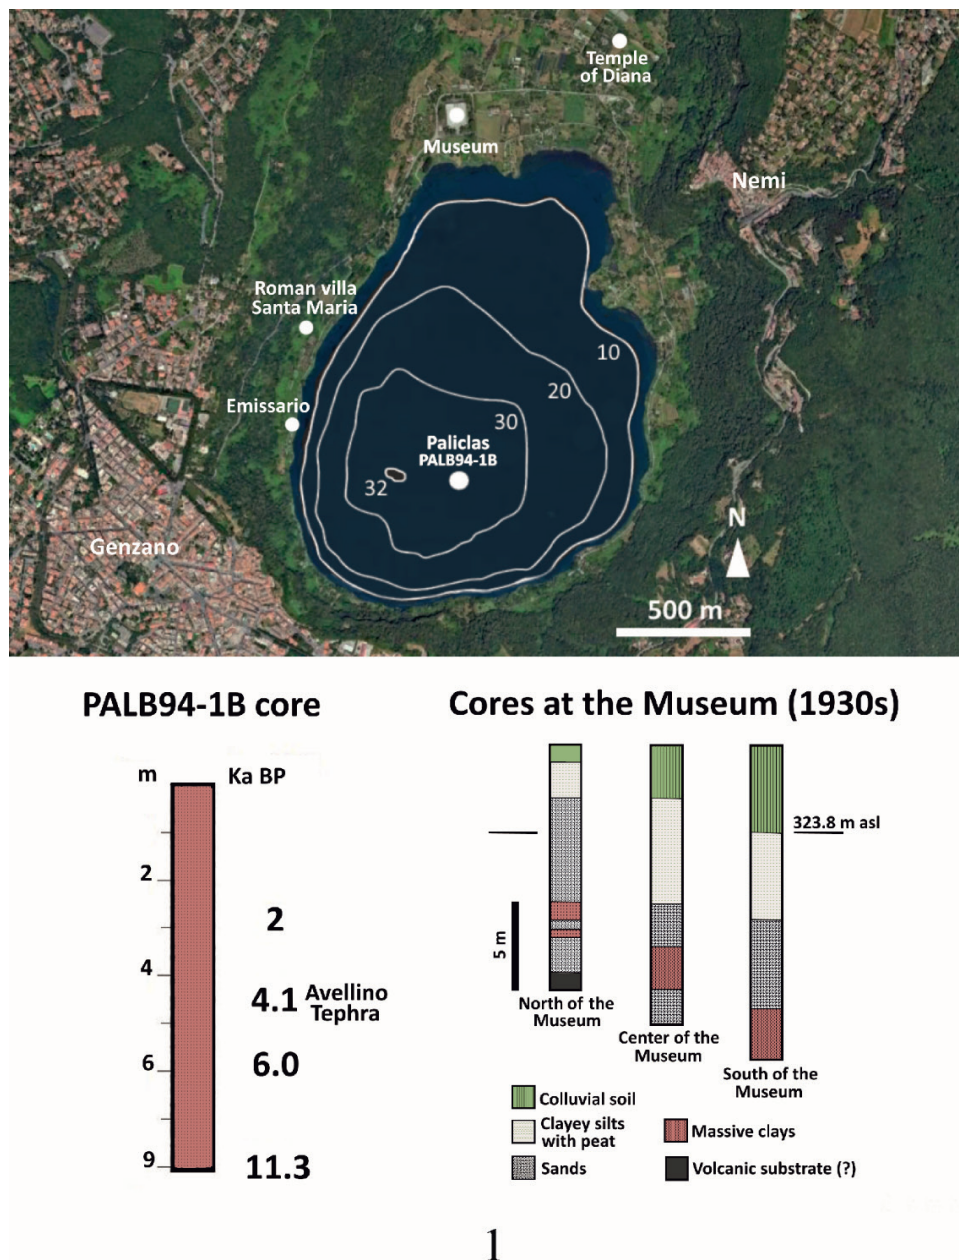 Temple
of Diana
Museum
Nemi
Roman villa
Santa Maria
10
20
Emissario
30
Paliclas
PALB94-1B
32
N
Genzano
500 m
PALB94-1B core
m
Ka BP
2
2
4
4.1 Avellino
Tephra
6
6.0
9
11.3
Cores at the Museum (1930s)
323.8 m asl
5 m
North of the
Museum
Center of the
Museum
South of the
Museum
Colluvial soil
Clayey silts
with peat
Sands
Massive clays
Volcanic substrate (?)
1